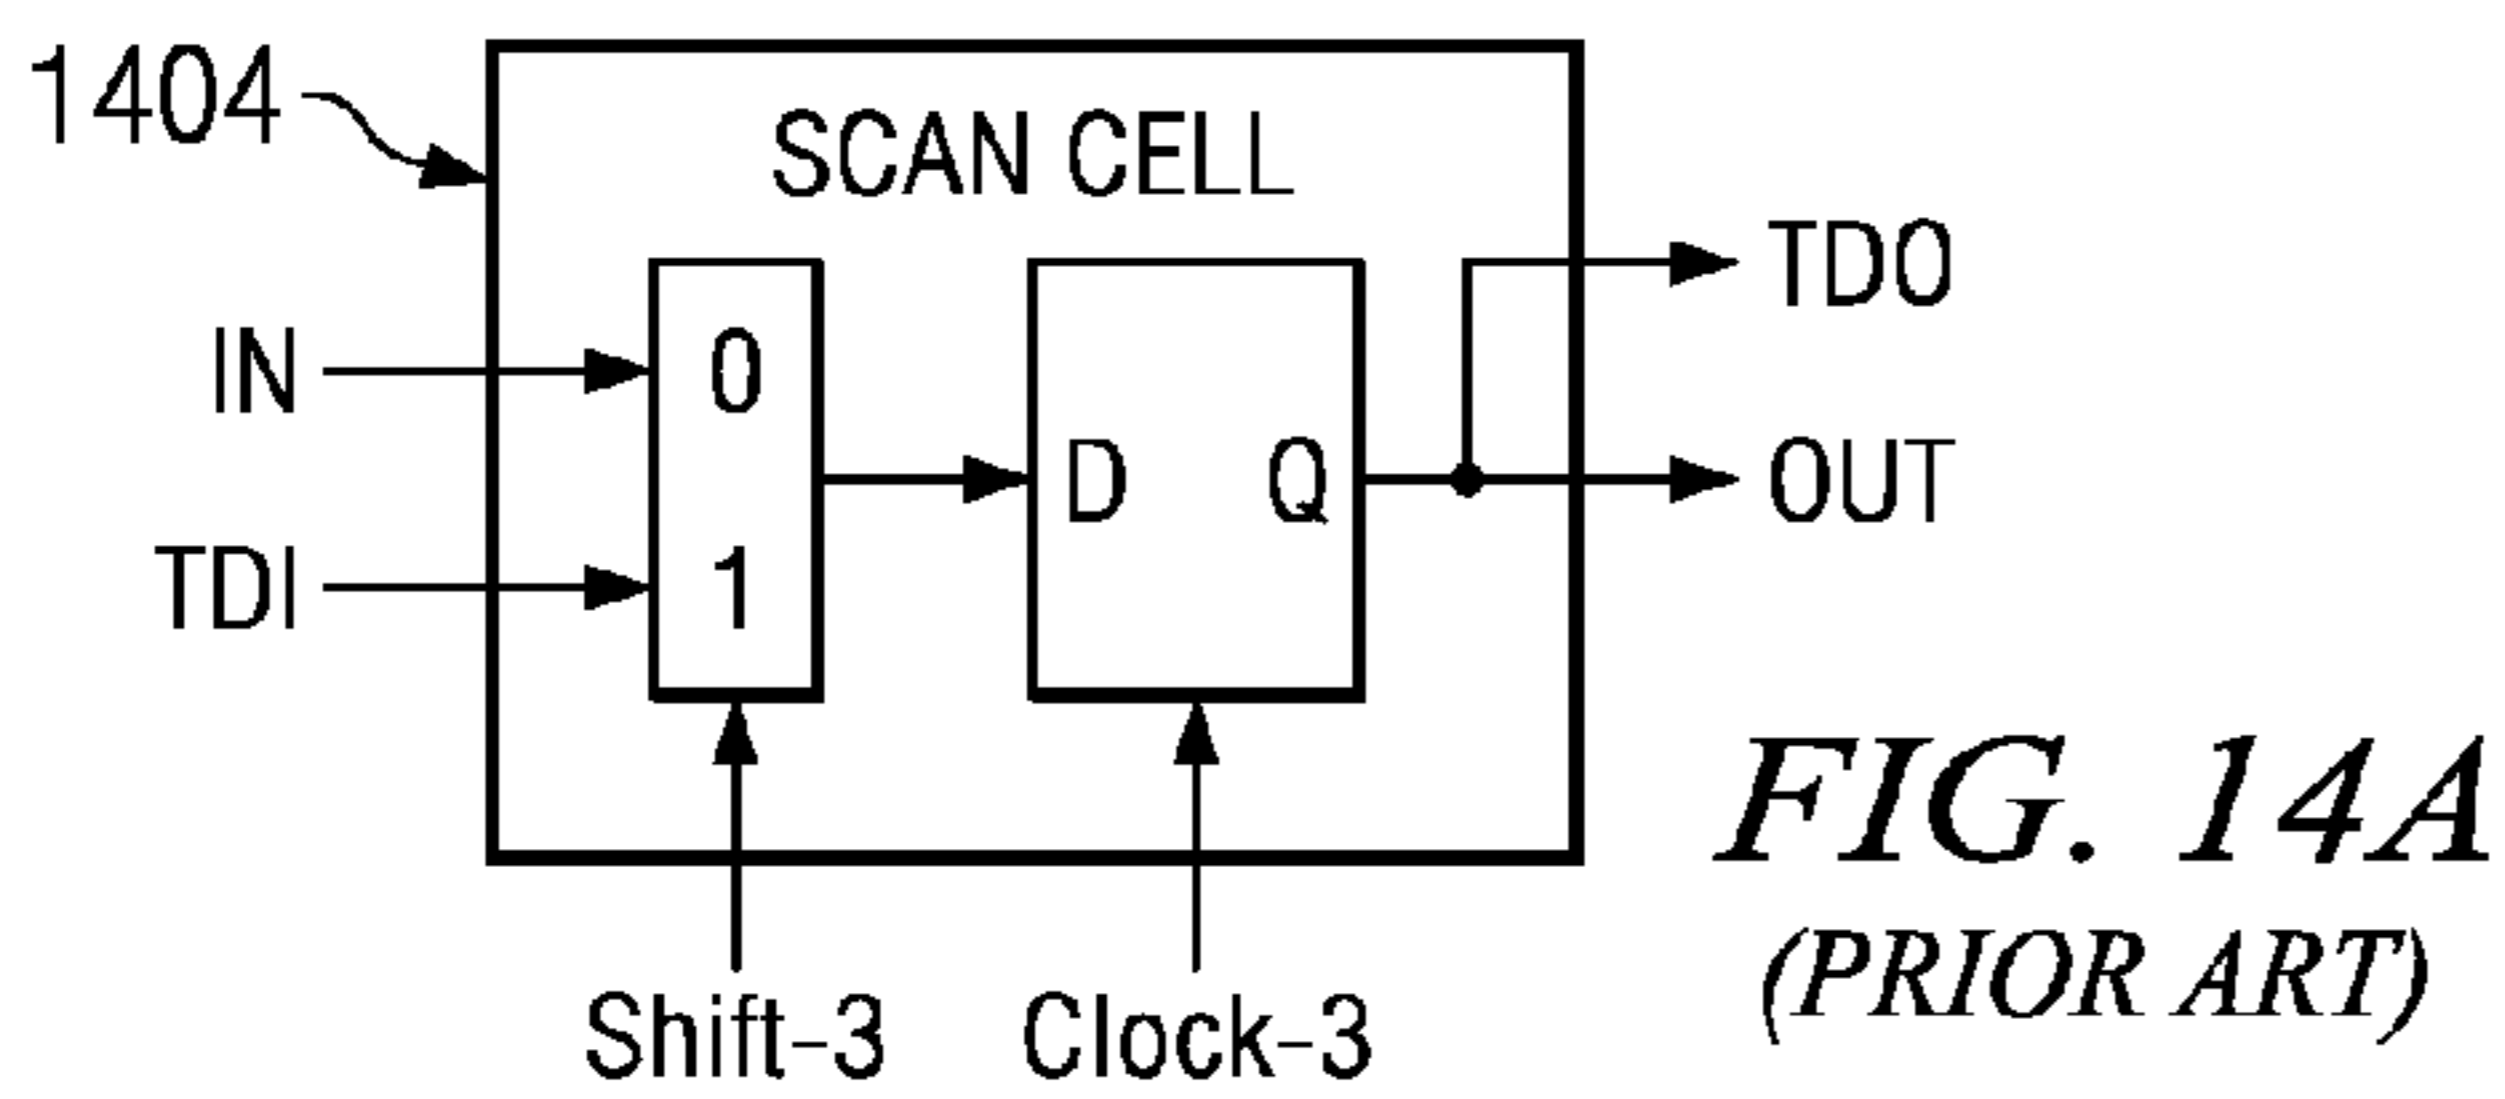 1404
SCAN CELL
TDO
IN
0
D Q
OUT
TDI
1
Shift-3
Clock-3
FIG. 14A
(PRIOR ART)